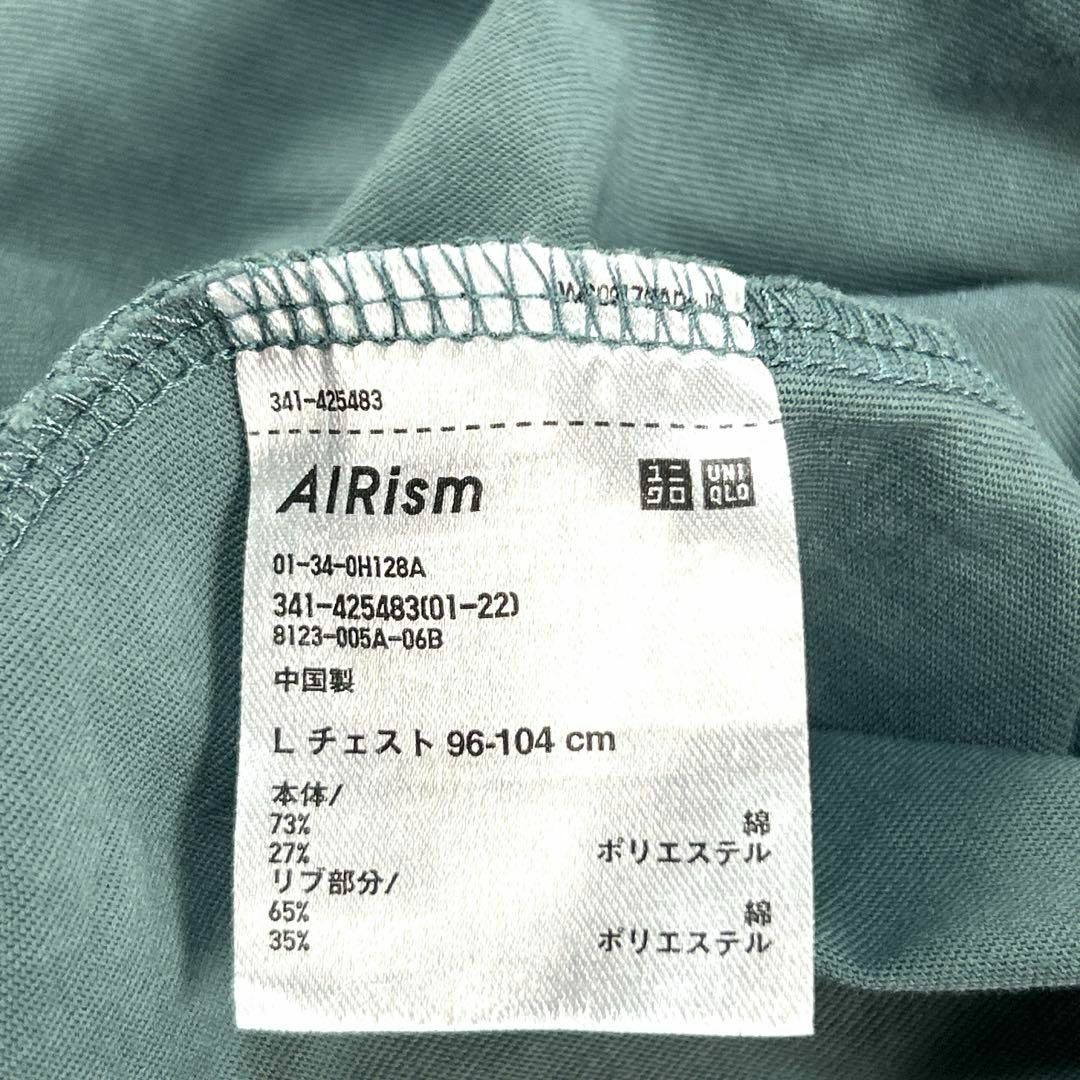 341-425483
AIRism ユニクロ UNIQLO
01-34-0H128A
341-425483(01-22)
8123-005A-06B
中国製
L チェスト 96-104 cm
本体/
73% 綿
27% ポリエステル
リブ部分/
65% 綿
35% ポリエステル